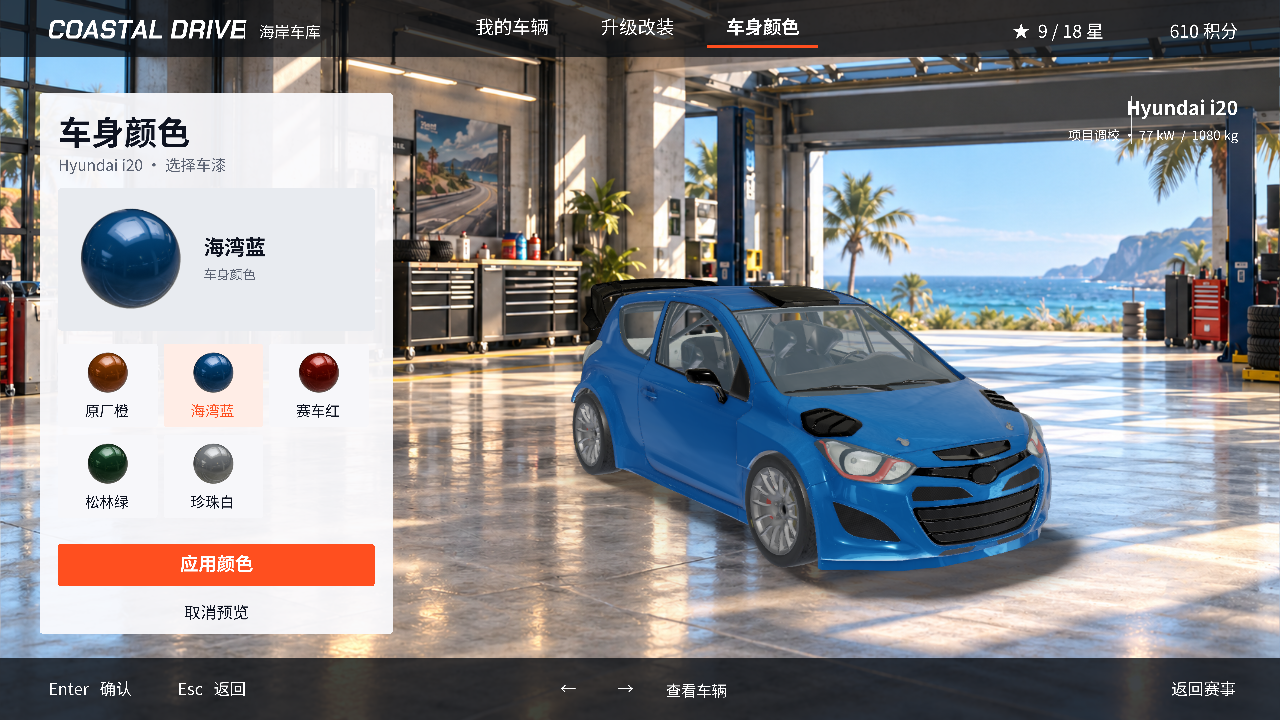 COASTAL DRIVE 海岸车库
我的车辆 升级改装 车身颜色
★ 9 / 18 星 610 积分
Hyundai i20
项目调校 · 77 kW / 1080 kg
车身颜色
Hyundai i20 · 选择车漆
海湾蓝
车身颜色
原厂橙 海湾蓝 赛车红
松林绿 珍珠白
应用颜色
取消预览
Enter 确认 Esc 返回 ← → 查看车辆 返回赛事